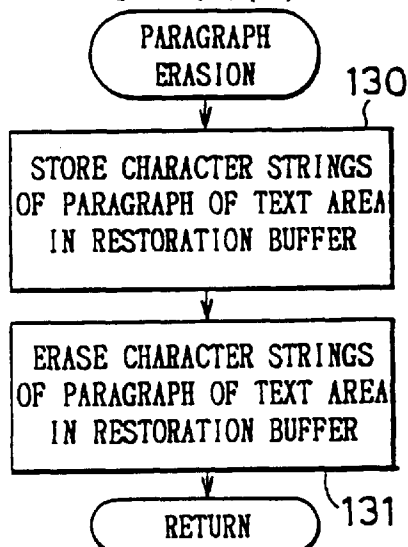 PARAGRAPH
ERASION
130
STORE CHARACTER STRINGS
OF PARAGRAPH OF TEXT AREA
IN RESTORATION BUFFER
ERASE CHARACTER STRINGS
OF PARAGRAPH OF TEXT AREA
IN RESTORATION BUFFER
131
RETURN